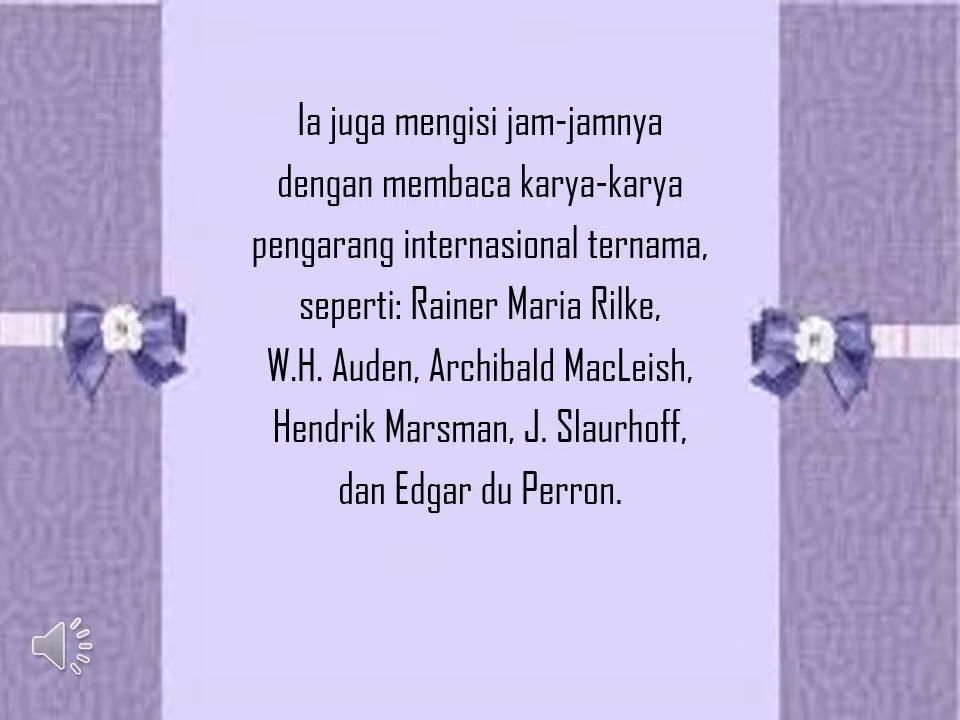 Ia juga mengisi jam-jamnya
dengan membaca karya-karya
pengarang internasional ternama,
seperti: Rainer Maria Rilke,
W.H. Auden, Archibald MacLeish,
Hendrik Marsman, J. Slaurhoff,
dan Edgar du Perron.